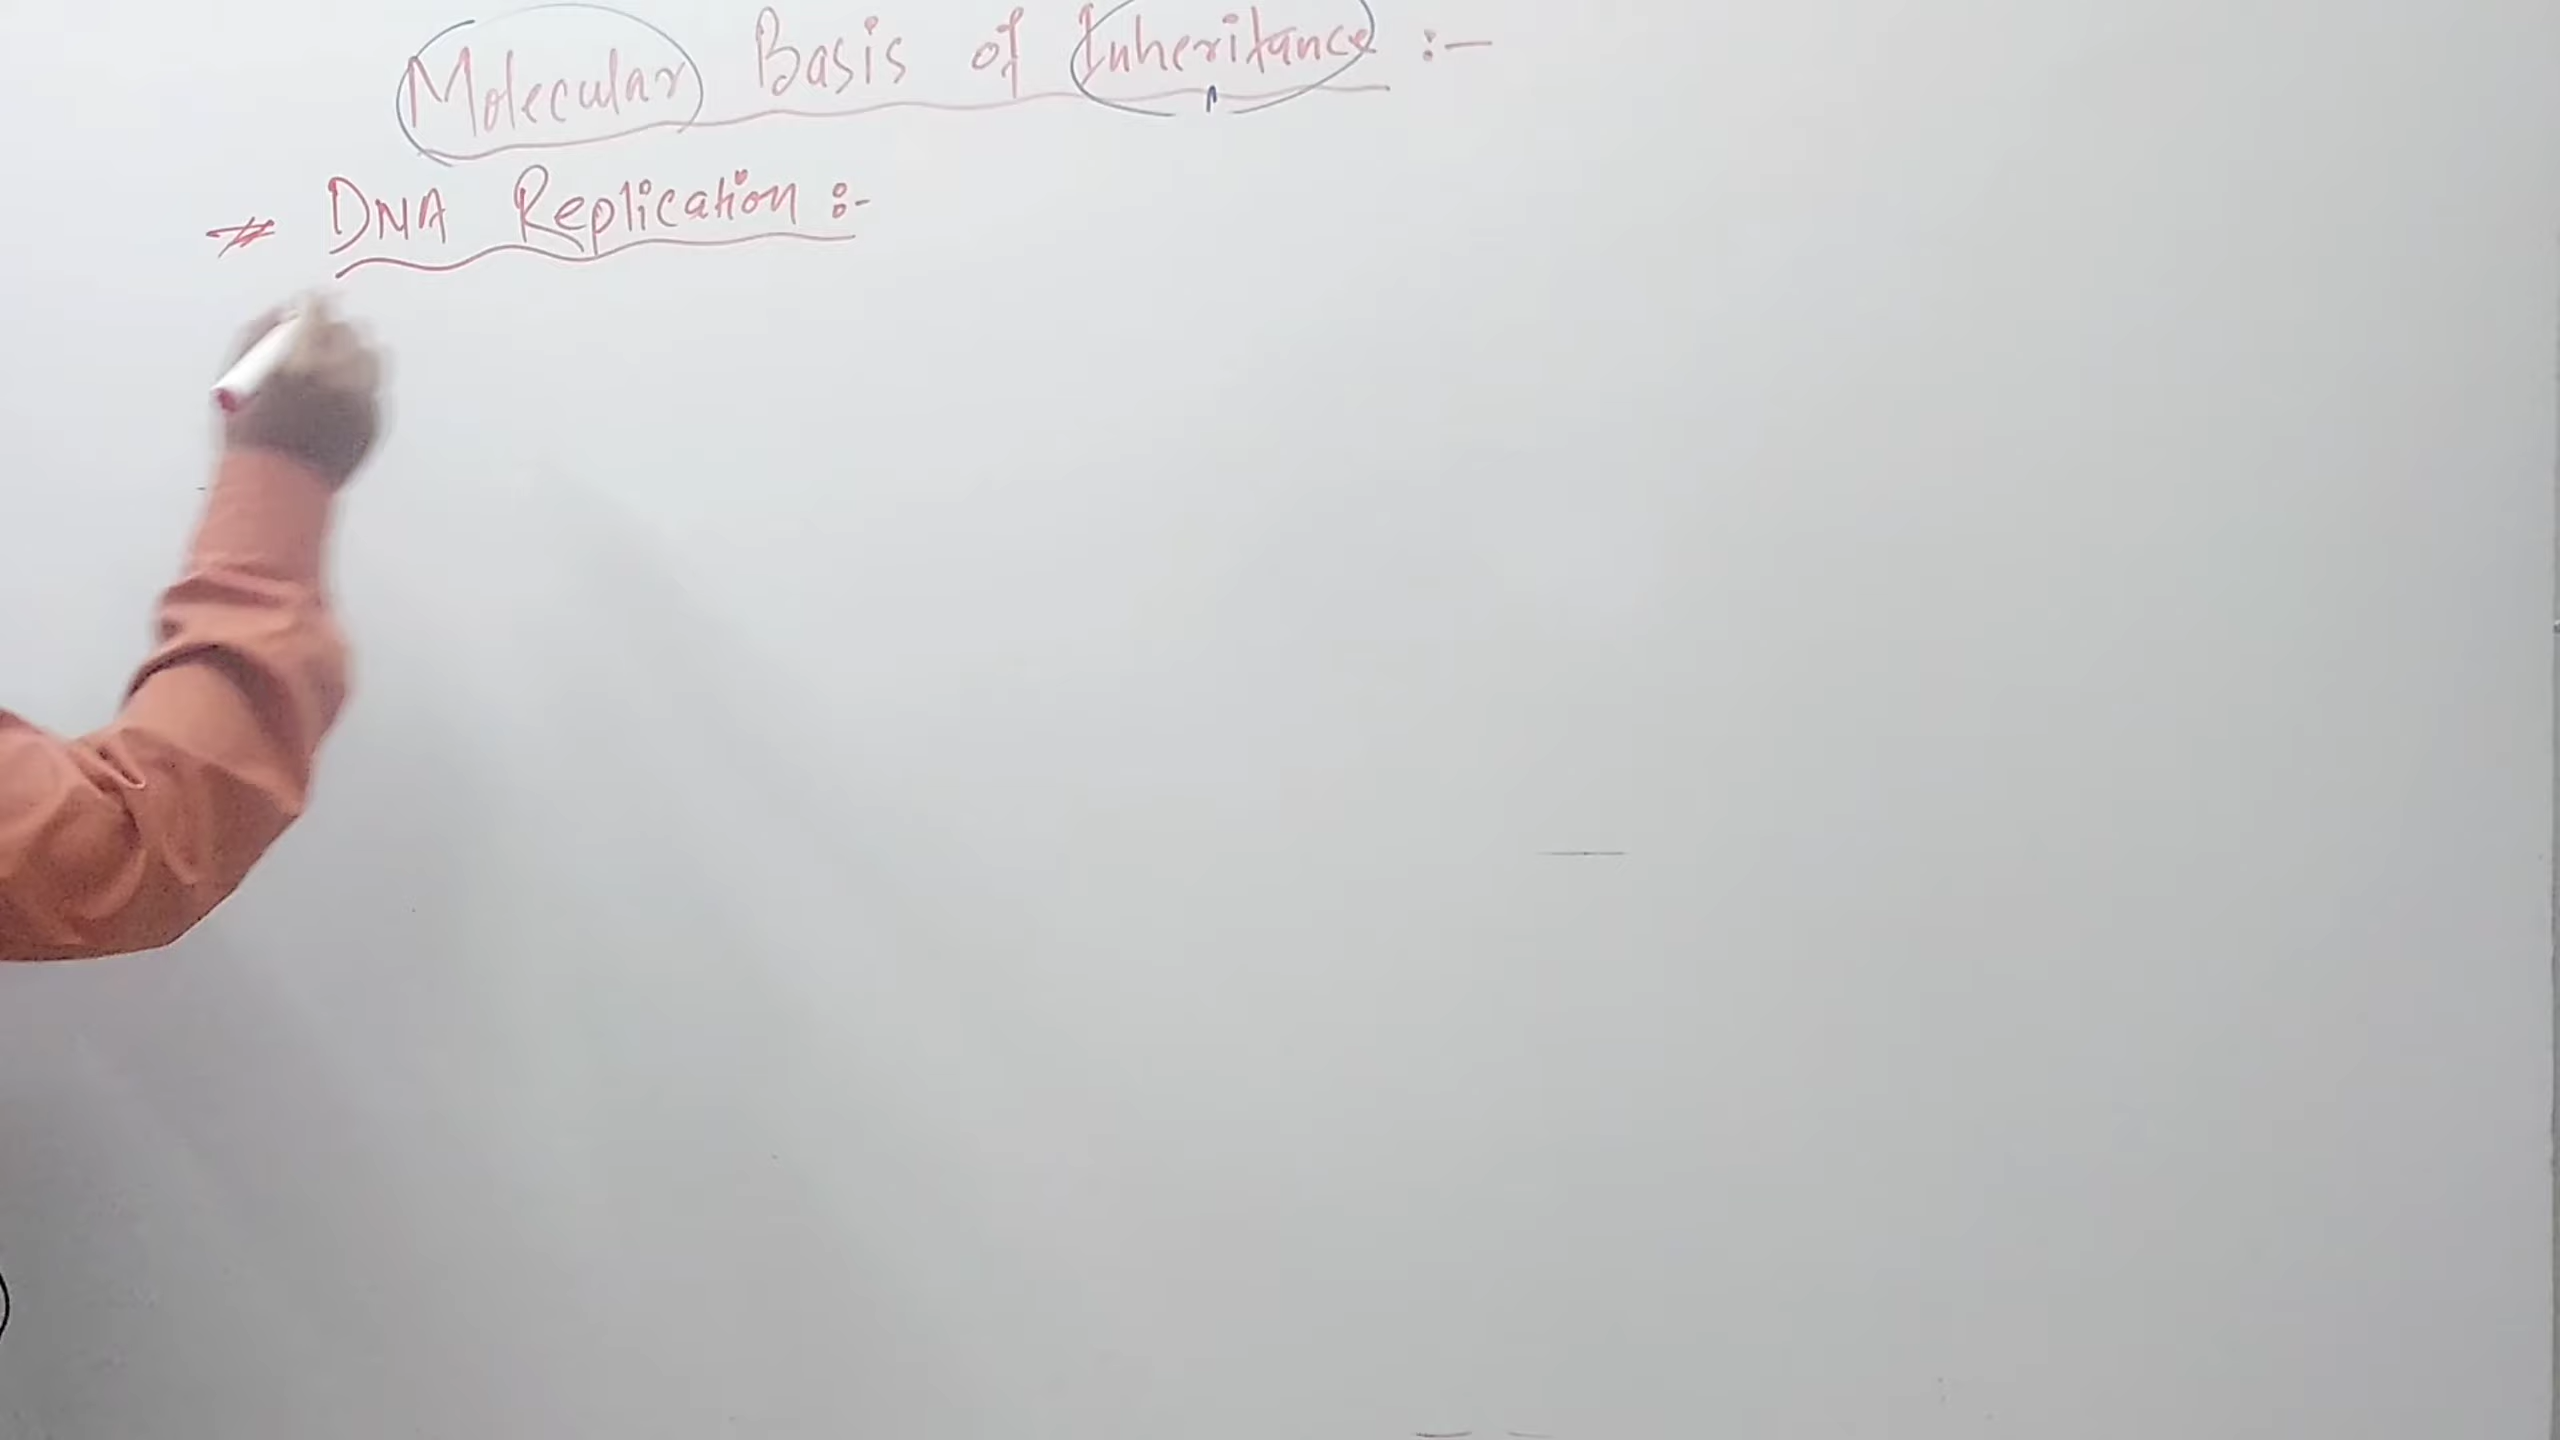 Molecular Basis of Inheritance :-
# DNA Replication :-